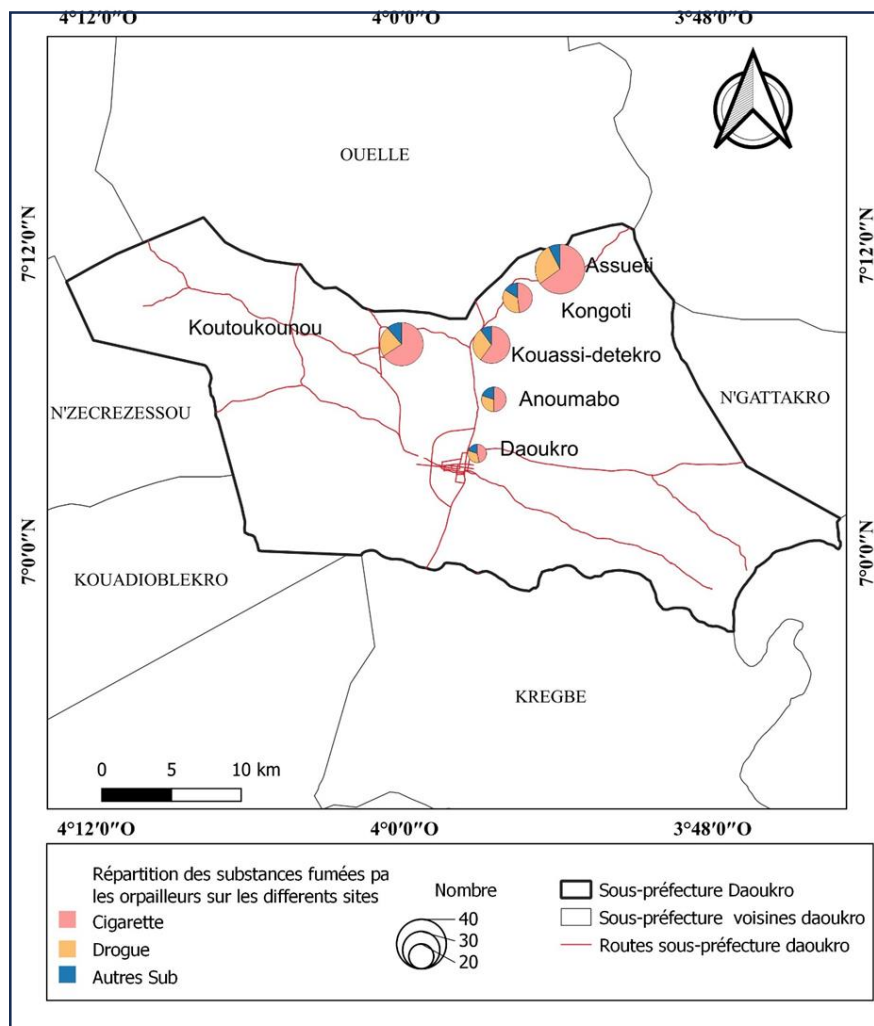 4°12′0″O 4°0′0″O 3°48′0″O
OUELLE
7°12′0″N 7°12′0″N
Assueti
Kongoti
Koutoukounou
Kouassi-detekro
Anoumabo
N'GATTAKRO
N'ZECREZESSOU
Daoukro
7°0′0″N 7°0′0″N
KOUADIOBLEKRO
KREGBE
0 5 10 km
4°12′0″O 4°0′0″O 3°48′0″O
Répartition des substances fumées pa
les orpailleurs sur les differents sites
Cigarette
Drogue
Autres Sub
Nombre
40
30
20
Sous-préfecture Daoukro
Sous-préfecture voisines daoukro
Routes sous-préfecture daoukro